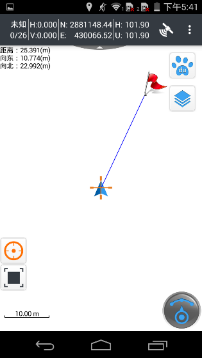 下午5:41
未知 H:0.000 N: 2881148.44 H: 101.90
0/26 V:0.000 E: 430066.52 U: 101.90
距离：25.391(m)
向东：10.774(m)
向北：22.992(m)
du
10.00 m